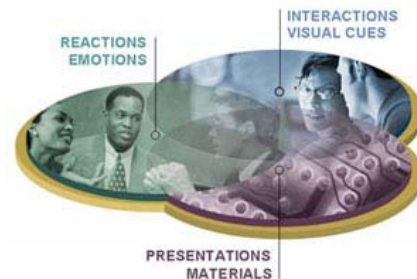 INTERACTIONS
VISUAL CUES
REACTIONS
EMOTIONS
PRESENTATIONS
MATERIALS